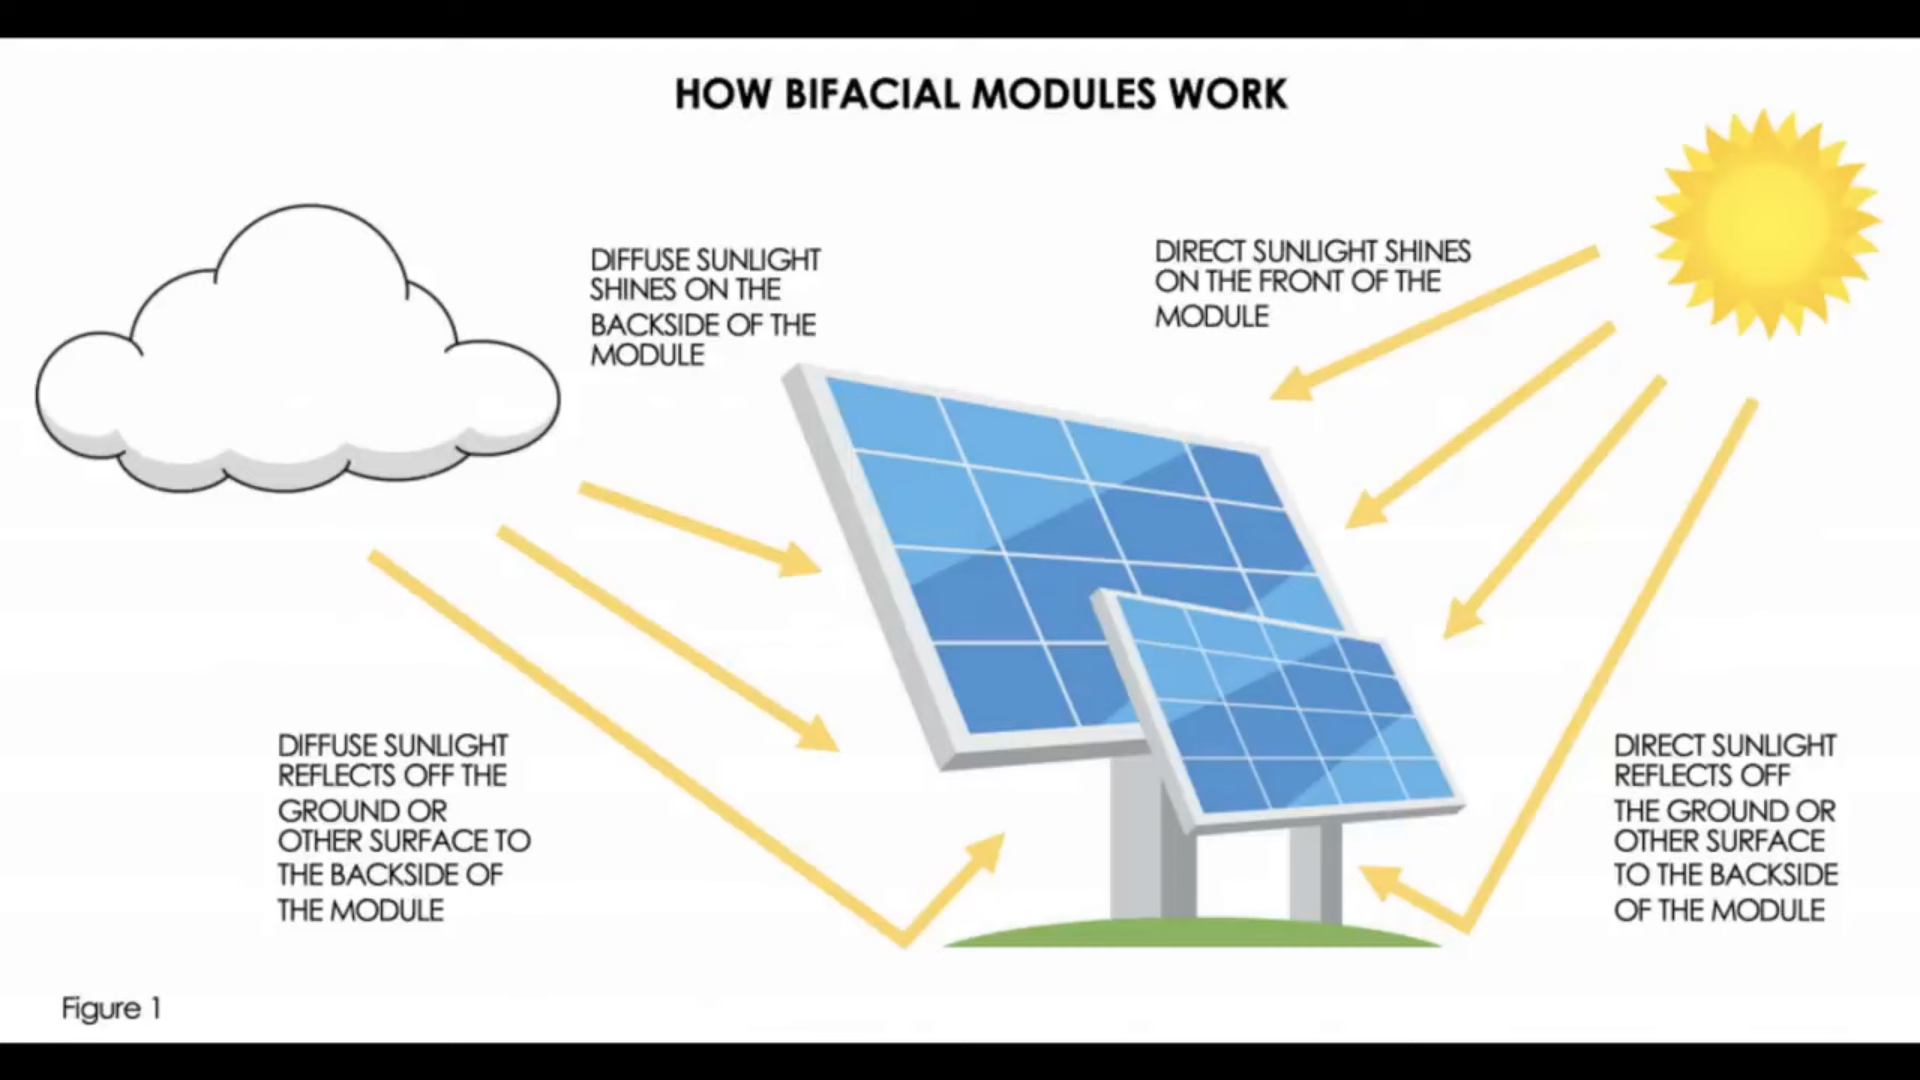 HOW BIFACIAL MODULES WORK
DIFFUSE SUNLIGHT
SHINES ON THE
BACKSIDE OF THE
MODULE
DIRECT SUNLIGHT SHINES
ON THE FRONT OF THE
MODULE
DIFFUSE SUNLIGHT
REFLECTS OFF THE
GROUND OR
OTHER SURFACE TO
THE BACKSIDE OF
THE MODULE
DIRECT SUNLIGHT
REFLECTS OFF
THE GROUND OR
OTHER SURFACE
TO THE BACKSIDE
OF THE MODULE
Figure 1